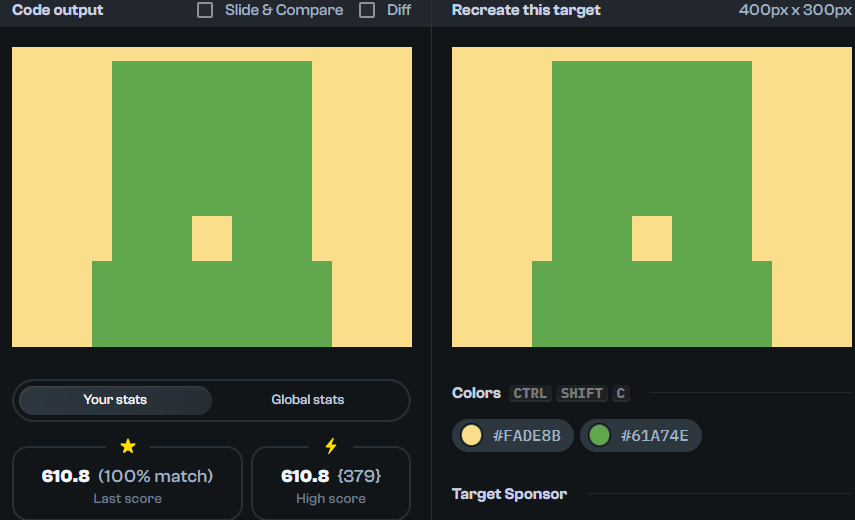 Code output Slide & Compare Diff
Recreate this target 400px x 300px
Your stats Global stats
610.8 (100% match)
Last score
610.8 {379}
High score
Colors CTRL SHIFT C
#FADE8B #61A74E
Target Sponsor